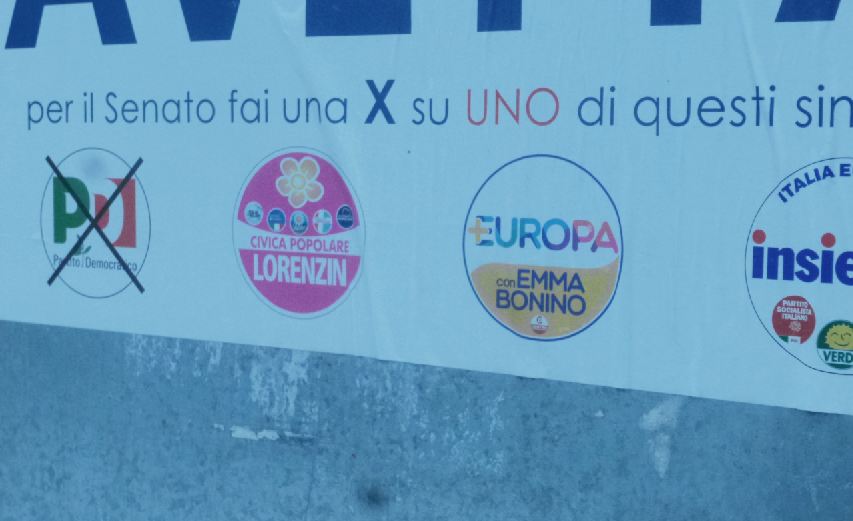 per il Senato fai una X su UNO di questi sin
PD
Partito Democratico
CIVICA POPOLARE
LORENZIN
+EUROPA
con EMMA
BONINO
ITALIA E
insie
PARTITO
SOCIALISTA
ITALIANO
VERD